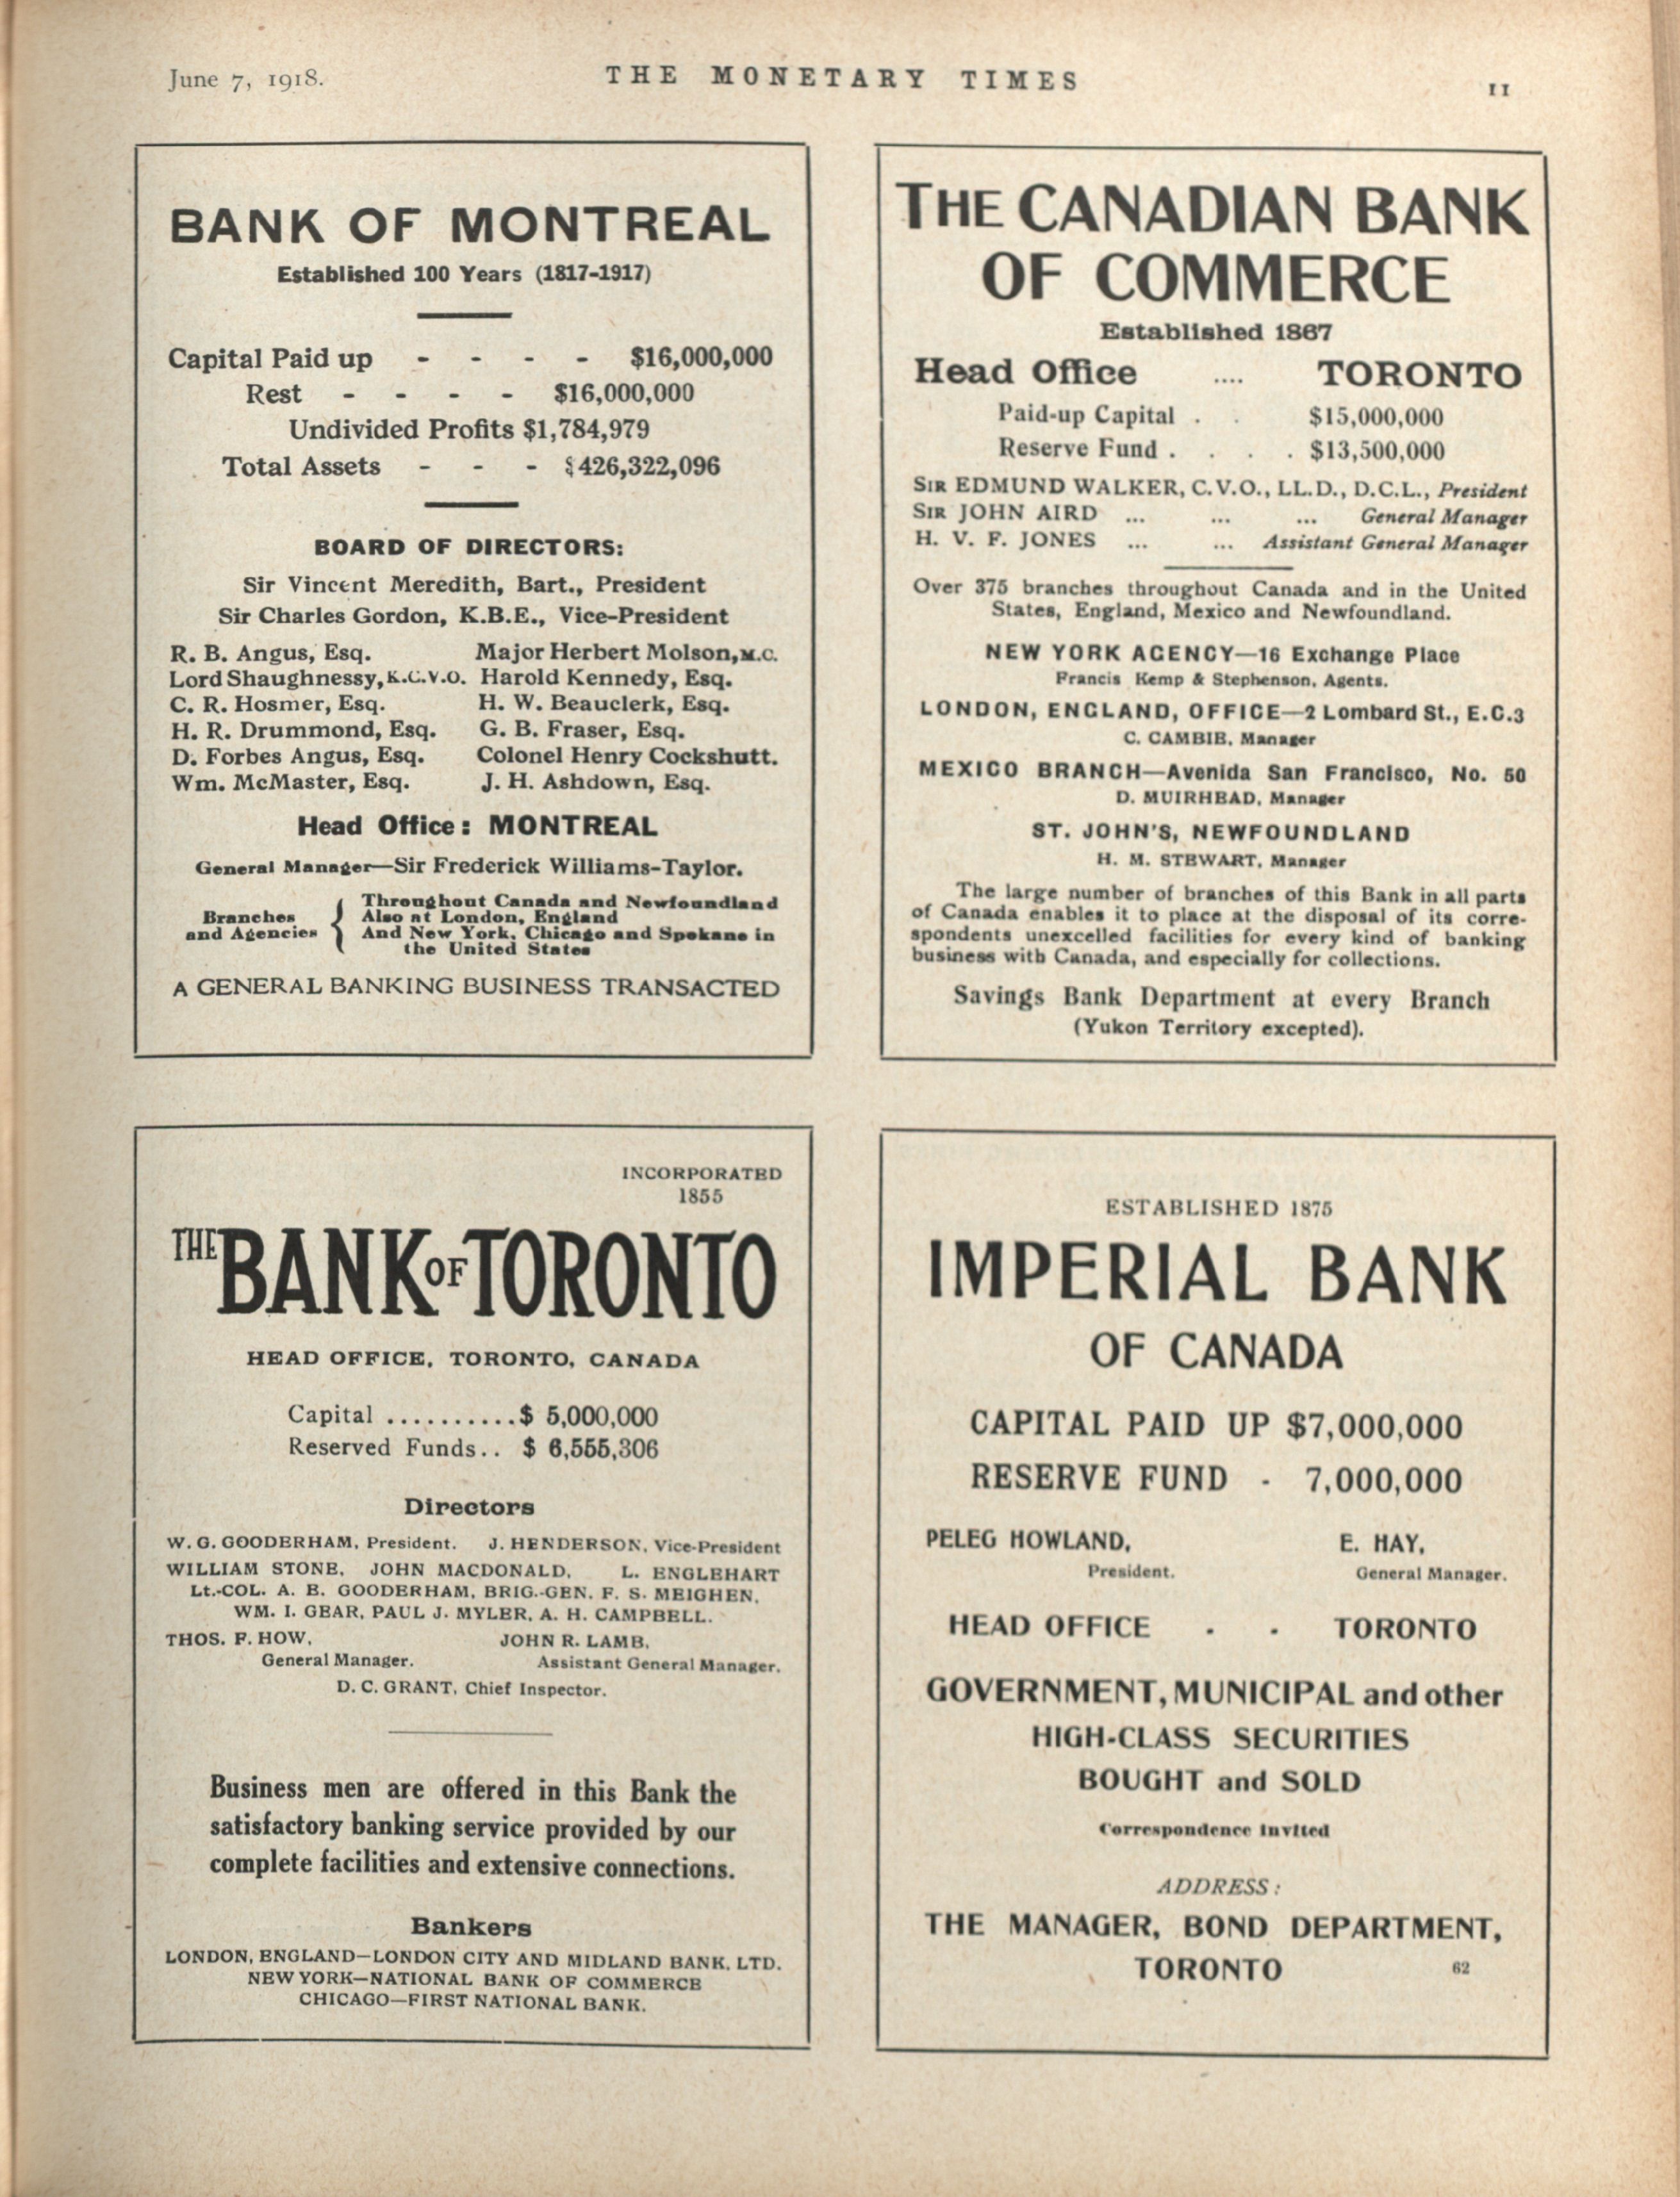 June 7, 1918.
THE MONETARY TIMES
11
BANK OF MONTREAL
Established 100 Years (1817-1917)
Capital Paid up - - - - $16,000,000
Rest - - - - $16,000,000
Undivided Profits $1,784,979
Total Assets - - - $426,322,096
BOARD OF DIRECTORS:
Sir Vincent Meredith, Bart., President
Sir Charles Gordon, K.B.E., Vice-President
R. B. Angus, Esq. Major Herbert Molson, M.C.
Lord Shaughnessy, K.C.V.O. Harold Kennedy, Esq.
C. R. Hosmer, Esq. H. W. Beauclerk, Esq.
H. R. Drummond, Esq. G. B. Fraser, Esq.
D. Forbes Angus, Esq. Colonel Henry Cockshutt.
Wm. McMaster, Esq. J. H. Ashdown, Esq.
Head Office: MONTREAL
General Manager—Sir Frederick Williams-Taylor.
Branches and Agencies
Throughout Canada and Newfoundland
Also at London, England
And New York, Chicago and Spokane in
the United States
A GENERAL BANKING BUSINESS TRANSACTED
THE CANADIAN BANK
OF COMMERCE
Established 1867
Head Office .... TORONTO
Paid-up Capital . . $15,000,000
Reserve Fund . . . . $13,500,000
SIR EDMUND WALKER, C.V.O., LL.D., D.C.L., President
SIR JOHN AIRD ... ... ... General Manager
H. V. F. JONES ... ... Assistant General Manager
Over 375 branches throughout Canada and in the United
States, England, Mexico and Newfoundland.
NEW YORK AGENCY—16 Exchange Place
Francis Kemp & Stephenson, Agents.
LONDON, ENGLAND, OFFICE—2 Lombard St., E.C.3
C. CAMBIE, Manager
MEXICO BRANCH—Avenida San Francisco, No. 50
D. MUIRHEAD, Manager
ST. JOHN'S, NEWFOUNDLAND
H. M. STEWART, Manager
The large number of branches of this Bank in all parts
of Canada enables it to place at the disposal of its corre-
spondents unexcelled facilities for every kind of banking
business with Canada, and especially for collections.
Savings Bank Department at every Branch
(Yukon Territory excepted).
INCORPORATED
1855
THE BANK OF TORONTO
HEAD OFFICE, TORONTO, CANADA
Capital ..........$ 5,000,000
Reserved Funds.. $ 6,555,306
Directors
W. G. GOODERHAM, President. J. HENDERSON, Vice-President
WILLIAM STONE, JOHN MACDONALD, L. ENGLEHART
Lt.-COL. A. E. GOODERHAM, BRIG.-GEN. F. S. MEIGHEN,
WM. I. GEAR, PAUL J. MYLER, A. H. CAMPBELL.
THOS. F. HOW, JOHN R. LAMB,
General Manager. Assistant General Manager.
D. C. GRANT, Chief Inspector.
Business men are offered in this Bank the
satisfactory banking service provided by our
complete facilities and extensive connections.
Bankers
LONDON, ENGLAND—LONDON CITY AND MIDLAND BANK, LTD.
NEW YORK—NATIONAL BANK OF COMMERCE
CHICAGO—FIRST NATIONAL BANK.
ESTABLISHED 1875
IMPERIAL BANK
OF CANADA
CAPITAL PAID UP $7,000,000
RESERVE FUND - 7,000,000
PELEG HOWLAND, E. HAY,
President. General Manager.
HEAD OFFICE - - TORONTO
GOVERNMENT, MUNICIPAL and other
HIGH-CLASS SECURITIES
BOUGHT and SOLD
Correspondence Invited
ADDRESS:
THE MANAGER, BOND DEPARTMENT,
TORONTO 62